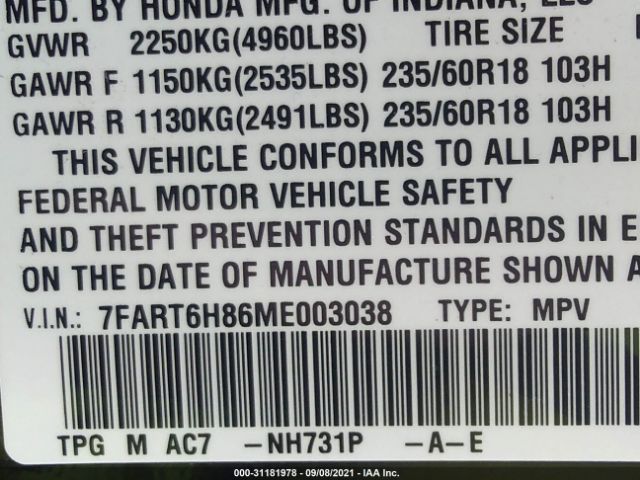 MFD. BY HONDA MFG. OF INDIANA, LLC
GVWR 2250KG(4960LBS) TIRE SIZE
GAWR F 1150KG(2535LBS) 235/60R18 103H
GAWR R 1130KG(2491LBS) 235/60R18 103H
THIS VEHICLE CONFORMS TO ALL APPLI
FEDERAL MOTOR VEHICLE SAFETY
AND THEFT PREVENTION STANDARDS IN E
ON THE DATE OF MANUFACTURE SHOWN A
V.I.N.: 7FART6H86ME003038 TYPE: MPV
TPG M AC7 -NH731P -A-E
000-31181978 - 09/08/2021 - IAA Inc.